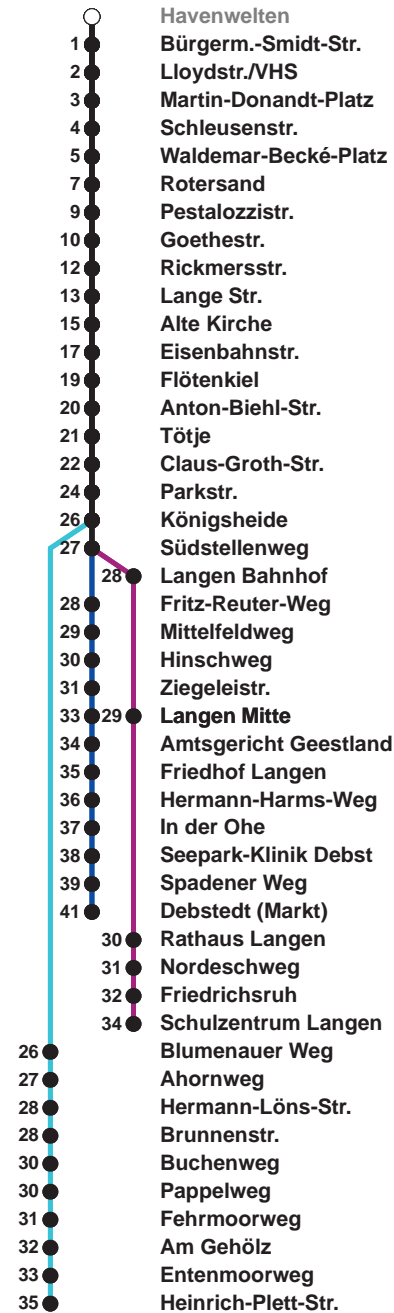 Havenwelten
1 Bürgerm.-Smidt-Str.
2 Lloydstr./VHS
3 Martin-Donandt-Platz
4 Schleusenstr.
5 Waldemar-Becké-Platz
7 Rotersand
9 Pestalozzistr.
10 Goethestr.
12 Rickmersstr.
13 Lange Str.
15 Alte Kirche
17 Eisenbahnstr.
19 Flötenkiel
20 Anton-Biehl-Str.
21 Tötje
22 Claus-Groth-Str.
24 Parkstr.
26 Königsheide
27 Südstellenweg
28 Langen Bahnhof
28 Fritz-Reuter-Weg
29 Mittelfeldweg
30 Hinschweg
31 Ziegeleistr.
33 29 Langen Mitte
34 Amtsgericht Geestland
35 Friedhof Langen
36 Hermann-Harms-Weg
37 In der Ohe
38 Seepark-Klinik Debst
39 Spadener Weg
41 Debstedt (Markt)
30 Rathaus Langen
31 Nordeschweg
32 Friedrichsruh
34 Schulzentrum Langen
26 Blumenauer Weg
27 Ahornweg
28 Hermann-Löns-Str.
28 Brunnenstr.
30 Buchenweg
30 Pappelweg
31 Fehrmoorweg
32 Am Gehölz
33 Entenmoorweg
35 Heinrich-Plett-Str.